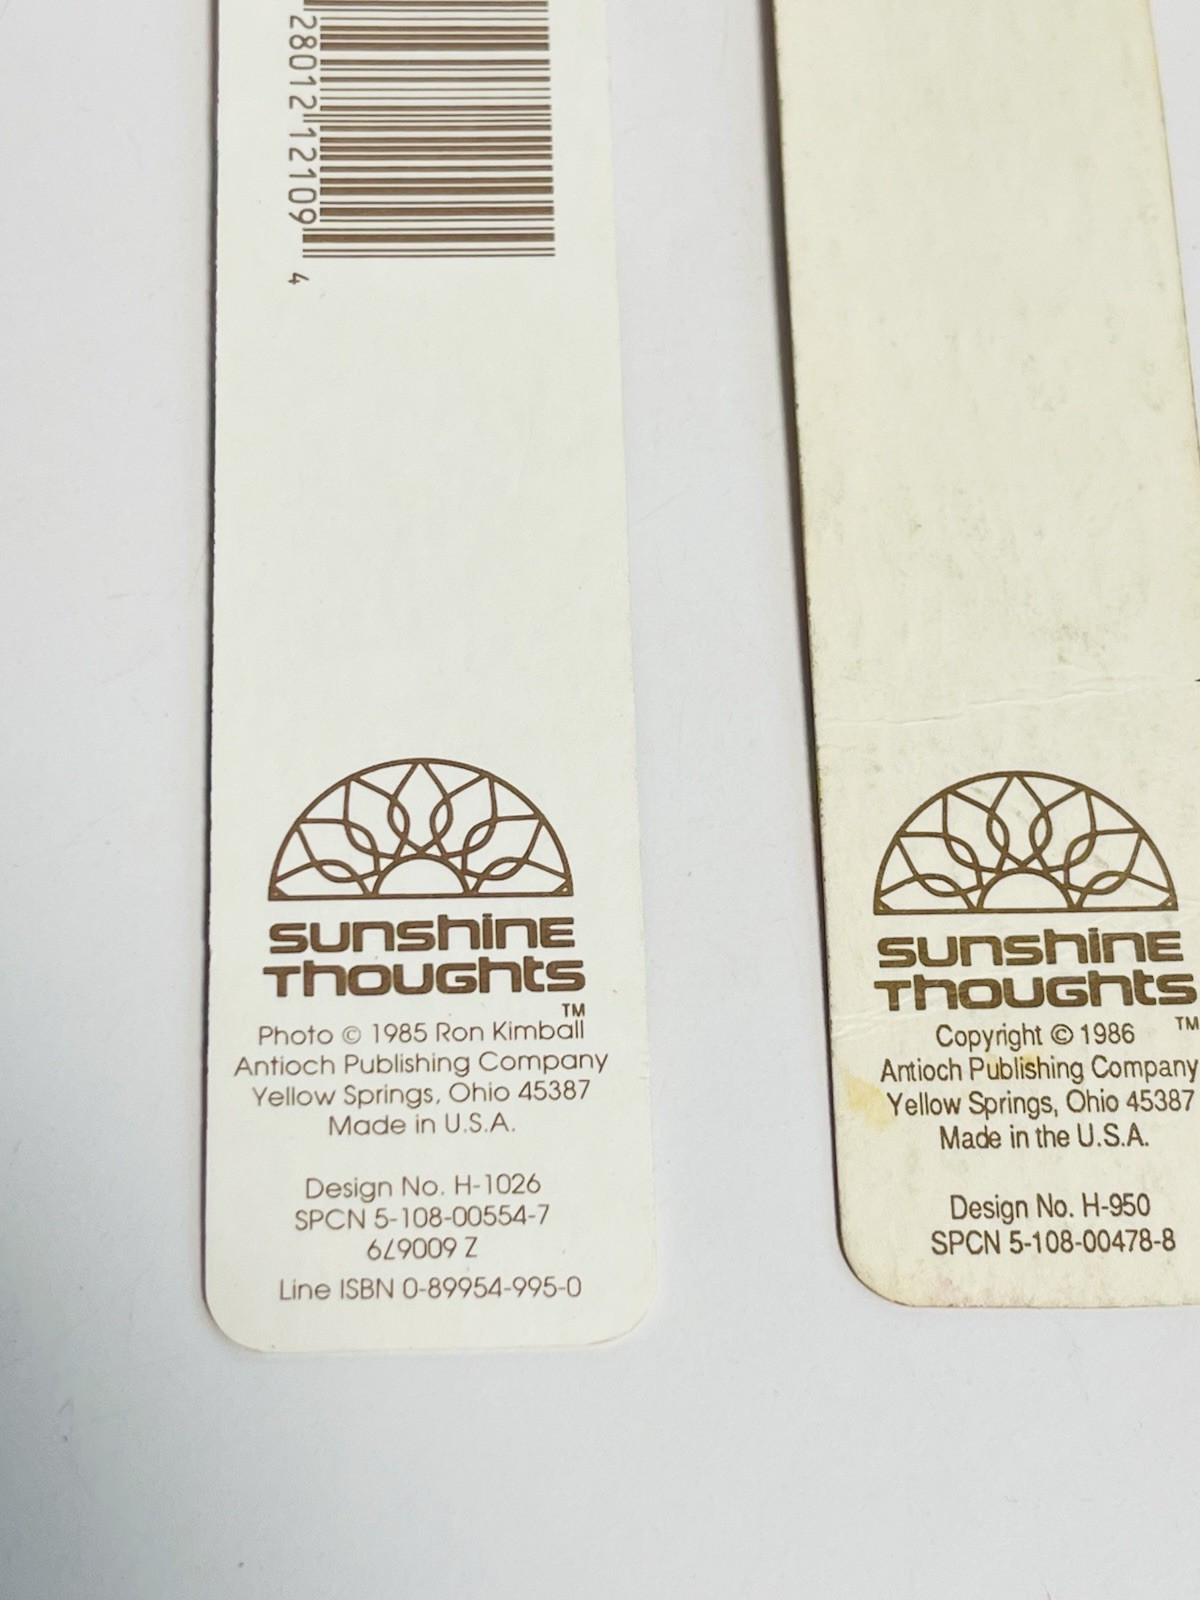 28012"12109
4
SUNSHINE
THOUGHTS
TM
Photo © 1985 Ron Kimball
Antioch Publishing Company
Yellow Springs, Ohio 45387
Made in U.S.A.
Design No. H-1026
SPCN 5-108-00554-7
6L9009 Z
Line ISBN 0-89954-995-0
SUNSHINE
THOUGHTS
TM
Copyright © 1986
Antioch Publishing Company
Yellow Springs, Ohio 45387
Made in the U.S.A.
Design No. H-950
SPCN 5-108-00478-8